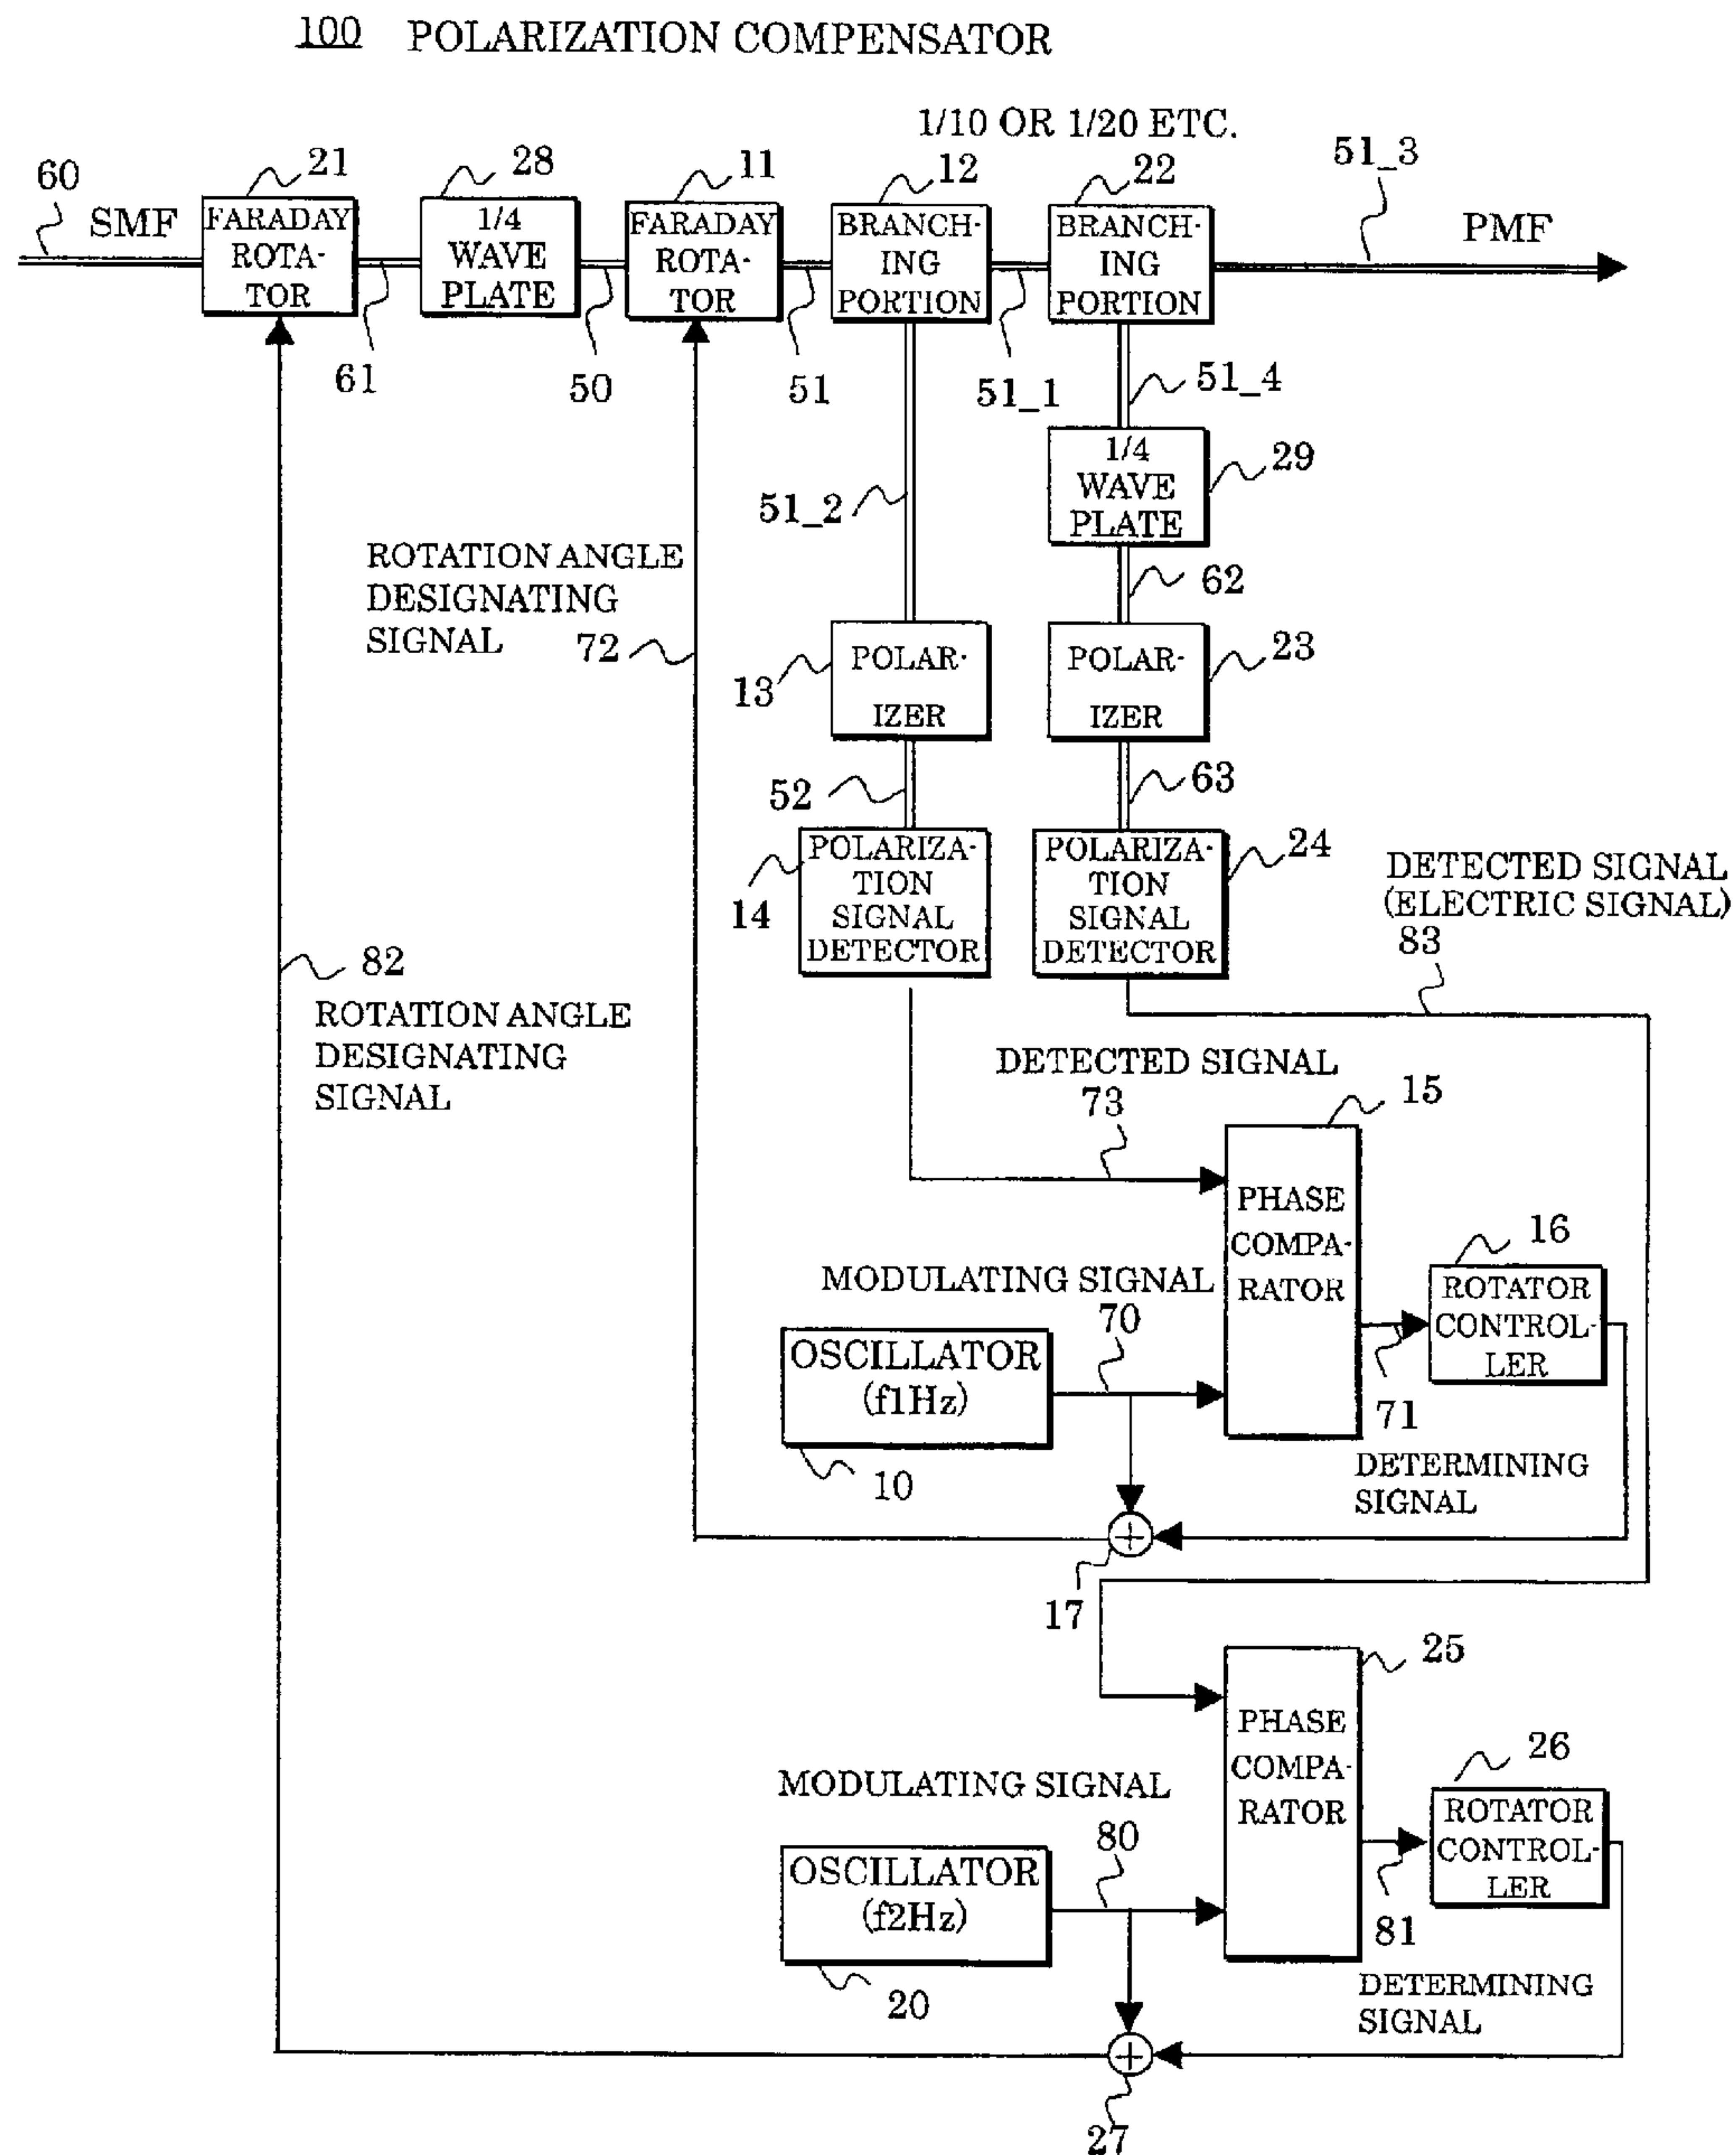 100 POLARIZATION COMPENSATOR
1/10 OR 1/20 ETC.
60
SMF
21
FARADAY
ROTA-
TOR
61
28
1/4
WAVE
PLATE
50
11
FARADAY
ROTA-
TOR
51
12
BRANCH-
ING
PORTION
51_1
22
BRANCH-
ING
PORTION
51_3
PMF
51_4
1/4
WAVE
PLATE
29
51_2
62
ROTATION ANGLE
DESIGNATING
SIGNAL
72
POLAR-
IZER
13
POLAR-
IZER
23
52
63
POLARIZA-
TION
SIGNAL
DETECTOR
14
POLARIZA-
TION
SIGNAL
DETECTOR
24
DETECTED SIGNAL
(ELECTRIC SIGNAL)
83
82
ROTATION ANGLE
DESIGNATING
SIGNAL
DETECTED SIGNAL
73
15
PHASE
COMPA-
RATOR
16
ROTATOR
CONTROL-
LER
MODULATING SIGNAL
70
OSCILLATOR
(f1Hz)
10
71
DETERMINING
SIGNAL
17
25
PHASE
COMPA-
RATOR
26
ROTATOR
CONTROL-
LER
MODULATING SIGNAL
80
OSCILLATOR
(f2Hz)
20
81
DETERMINING
SIGNAL
27